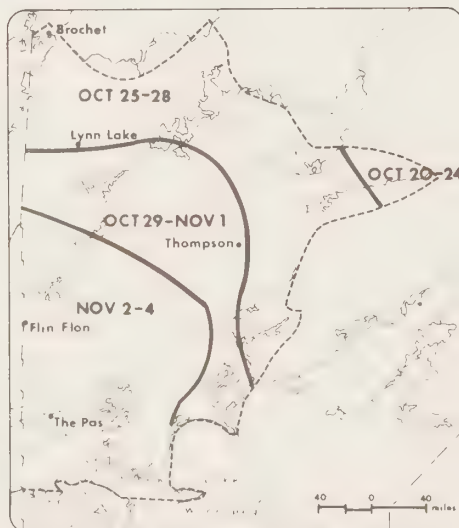 Brochet
OCT 25-28
Lynn Lake
OCT 20-24
OCT 29-NOV 1
Thompson
NOV 2-4
Flin Flon
The Pas
40 20 0 40
miles